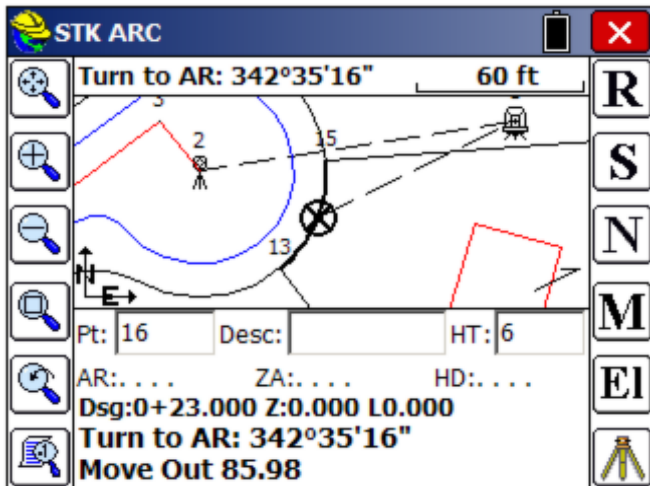 STK ARC
Turn to AR: 342°35'16" 60 ft
R
3
2
15
S
N
13
N
E
M
Pt: 16 Desc: HT: 6
El
AR:. . . . ZA:. . . . HD:. . . .
Dsg:0+23.000 Z:0.000 L0.000
Turn to AR: 342°35'16"
Move Out 85.98